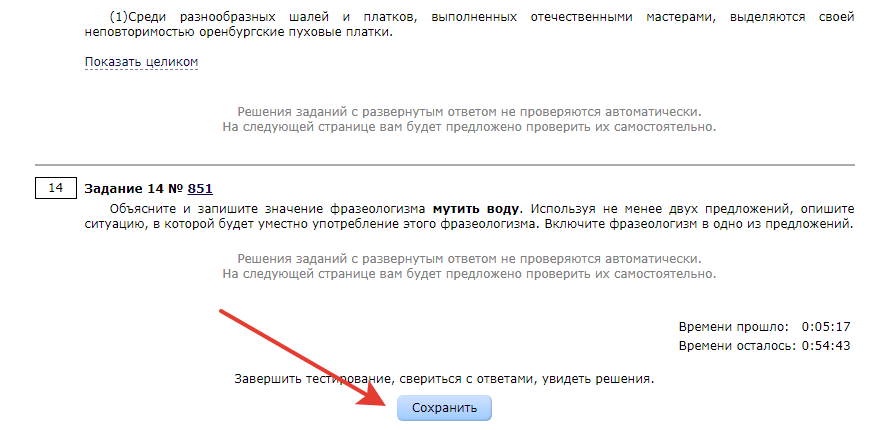 (1)Среди разнообразных шалей и платков, выполненных отечественными мастерами, выделяются своей
неповторимостью оренбургские пуховые платки.
Показать целиком
Решения заданий с развернутым ответом не проверяются автоматически.
На следующей странице вам будет предложено проверить их самостоятельно.
14 Задание 14 № 851
Объясните и запишите значение фразеологизма мутить воду. Используя не менее двух предложений, опишите
ситуацию, в которой будет уместно употребление этого фразеологизма. Включите фразеологизм в одно из предложений.
Решения заданий с развернутым ответом не проверяются автоматически.
На следующей странице вам будет предложено проверить их самостоятельно.
Времени прошло: 0:05:17
Времени осталось: 0:54:43
Завершить тестирование, свериться с ответами, увидеть решения.
Сохранить